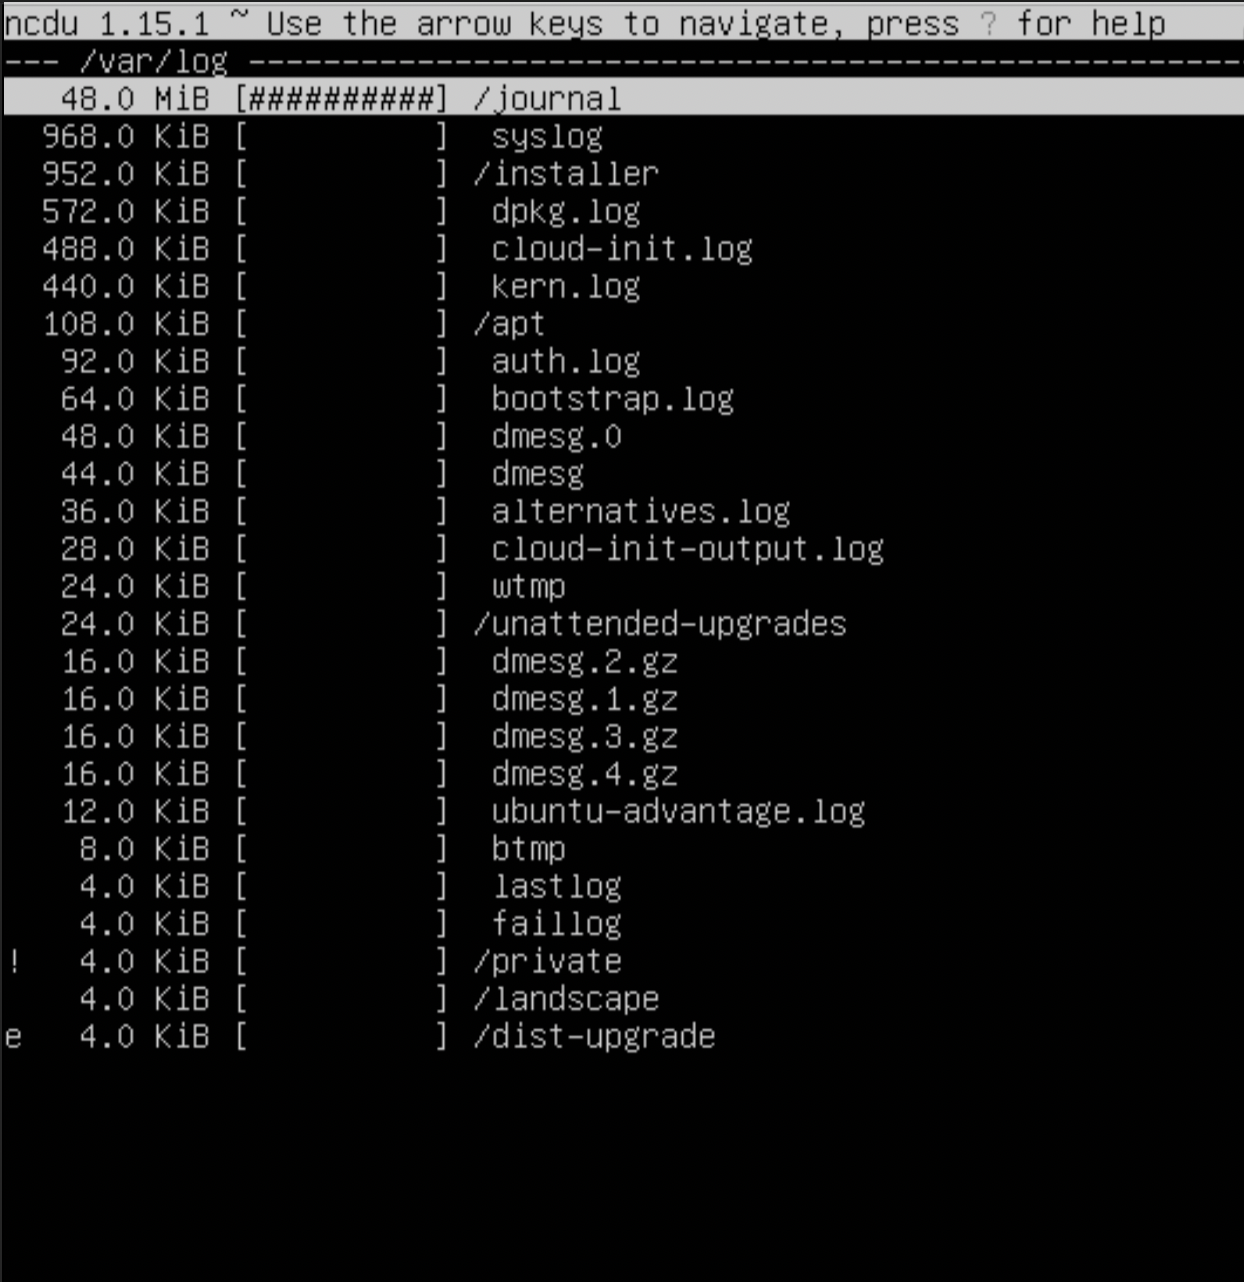 ncdu 1.15.1 ~ Use the arrow keys to navigate, press ? for help
--- /var/log ------------------------------------------------------
   48.0 MiB [##########] /journal
  968.0 KiB [          ]  syslog
  952.0 KiB [          ] /installer
  572.0 KiB [          ]  dpkg.log
  488.0 KiB [          ]  cloud-init.log
  440.0 KiB [          ]  kern.log
  108.0 KiB [          ] /apt
   92.0 KiB [          ]  auth.log
   64.0 KiB [          ]  bootstrap.log
   48.0 KiB [          ]  dmesg.0
   44.0 KiB [          ]  dmesg
   36.0 KiB [          ]  alternatives.log
   28.0 KiB [          ]  cloud-init-output.log
   24.0 KiB [          ]  wtmp
   24.0 KiB [          ] /unattended-upgrades
   16.0 KiB [          ]  dmesg.2.gz
   16.0 KiB [          ]  dmesg.1.gz
   16.0 KiB [          ]  dmesg.3.gz
   16.0 KiB [          ]  dmesg.4.gz
   12.0 KiB [          ]  ubuntu-advantage.log
    8.0 KiB [          ]  btmp
    4.0 KiB [          ]  lastlog
    4.0 KiB [          ]  faillog
!   4.0 KiB [          ] /private
    4.0 KiB [          ] /landscape
e   4.0 KiB [          ] /dist-upgrade